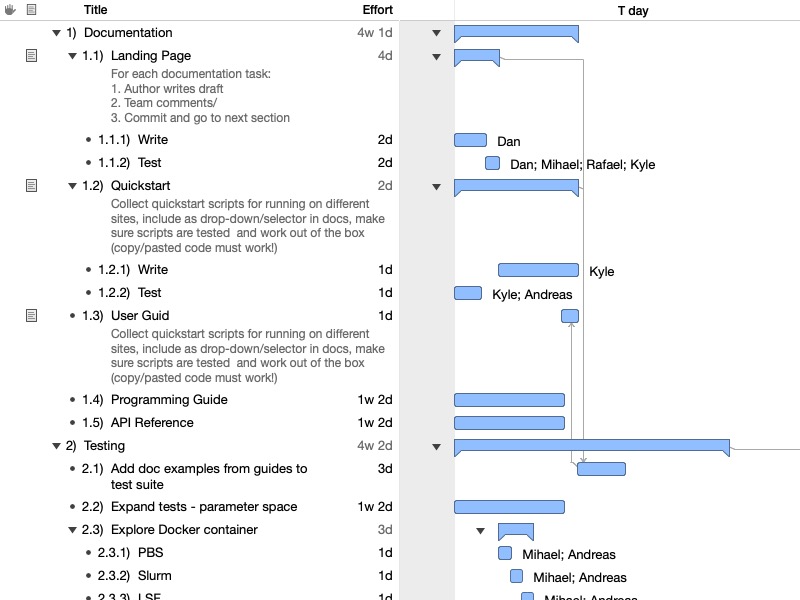 Title Effort T day
1) Documentation 4w 1d
1.1) Landing Page 4d
For each documentation task:
1. Author writes draft
2. Team comments/
3. Commit and go to next section
1.1.1) Write 2d Dan
1.1.2) Test 2d Dan; Mihael; Rafael; Kyle
1.2) Quickstart 2d
Collect quickstart scripts for running on different
sites, include as drop-down/selector in docs, make
sure scripts are tested and work out of the box
(copy/pasted code must work!)
1.2.1) Write 1d Kyle
1.2.2) Test 1d Kyle; Andreas
1.3) User Guid 1d
Collect quickstart scripts for running on different
sites, include as drop-down/selector in docs, make
sure scripts are tested and work out of the box
(copy/pasted code must work!)
1.4) Programming Guide 1w 2d
1.5) API Reference 1w 2d
2) Testing 4w 2d
2.1) Add doc examples from guides to 3d
test suite
2.2) Expand tests - parameter space 1w 2d
2.3) Explore Docker container 3d
2.3.1) PBS 1d Mihael; Andreas
2.3.2) Slurm 1d Mihael; Andreas
2.3.3) LSF 1d Mihael; Andreas